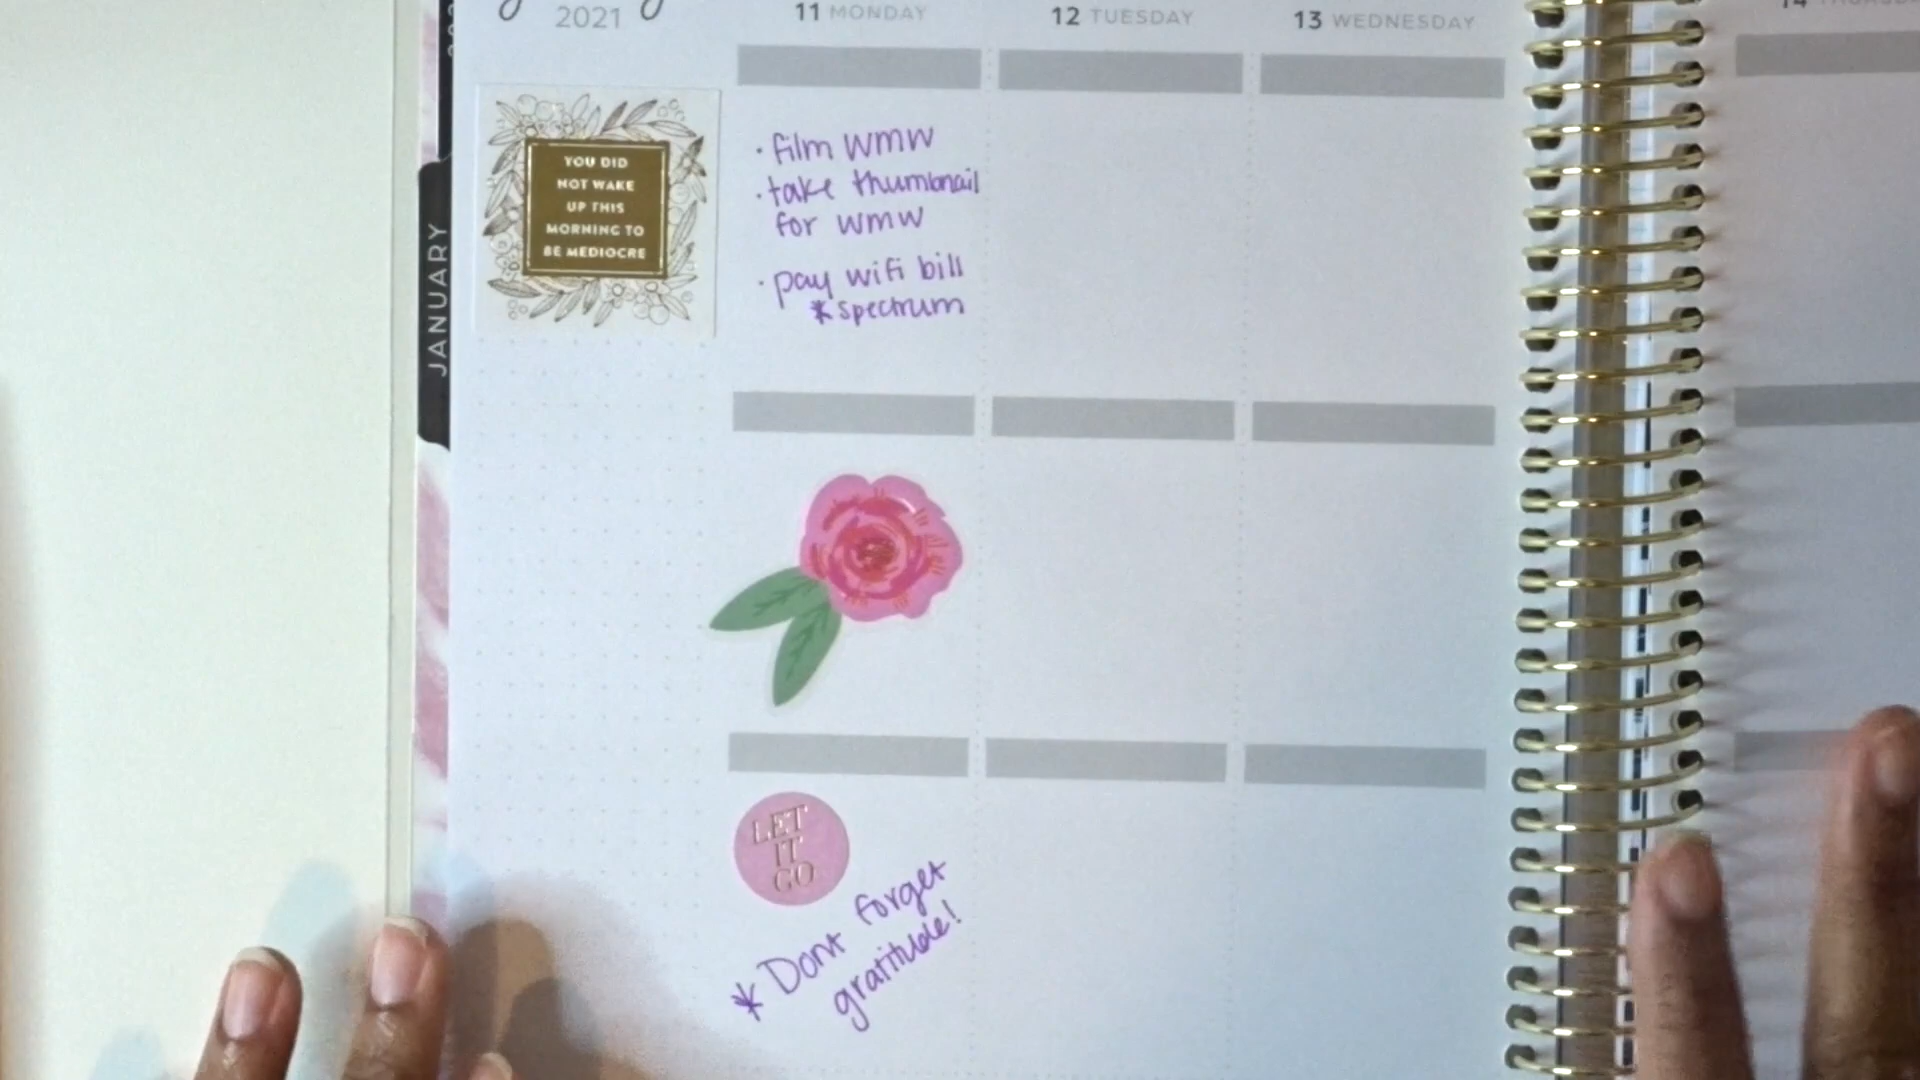 2021
11 MONDAY
12 TUESDAY
13 WEDNESDAY
14
JANUARY
YOU DID
NOT WAKE
UP THIS
MORNING TO
BE MEDIOCRE
· film WMW
· take thumbnail
for WMW
· pay wifi bill
* spectrum
LET
IT
GO
* Dont forget
gratitude!